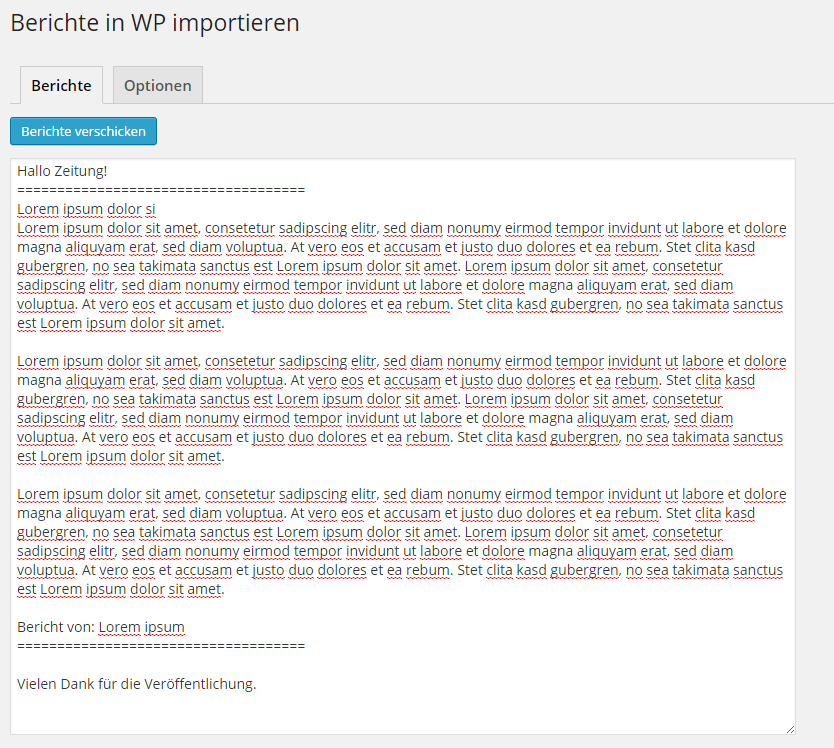 Berichte in WP importieren
Berichte
Optionen
Berichte verschicken
Hallo Zeitung!
====================================
Lorem ipsum dolor si
Lorem ipsum dolor sit amet, consetetur sadipscing elitr, sed diam nonumy eirmod tempor invidunt ut labore et dolore
magna aliquyam erat, sed diam voluptua. At vero eos et accusam et justo duo dolores et ea rebum. Stet clita kasd
gubergren, no sea takimata sanctus est Lorem ipsum dolor sit amet. Lorem ipsum dolor sit amet, consetetur
sadipscing elitr, sed diam nonumy eirmod tempor invidunt ut labore et dolore magna aliquyam erat, sed diam
voluptua. At vero eos et accusam et justo duo dolores et ea rebum. Stet clita kasd gubergren, no sea takimata sanctus
est Lorem ipsum dolor sit amet.
Lorem ipsum dolor sit amet, consetetur sadipscing elitr, sed diam nonumy eirmod tempor invidunt ut labore et dolore
magna aliquyam erat, sed diam voluptua. At vero eos et accusam et justo duo dolores et ea rebum. Stet clita kasd
gubergren, no sea takimata sanctus est Lorem ipsum dolor sit amet. Lorem ipsum dolor sit amet, consetetur
sadipscing elitr, sed diam nonumy eirmod tempor invidunt ut labore et dolore magna aliquyam erat, sed diam
voluptua. At vero eos et accusam et justo duo dolores et ea rebum. Stet clita kasd gubergren, no sea takimata sanctus
est Lorem ipsum dolor sit amet.
Lorem ipsum dolor sit amet, consetetur sadipscing elitr, sed diam nonumy eirmod tempor invidunt ut labore et dolore
magna aliquyam erat, sed diam voluptua. At vero eos et accusam et justo duo dolores et ea rebum. Stet clita kasd
gubergren, no sea takimata sanctus est Lorem ipsum dolor sit amet. Lorem ipsum dolor sit amet, consetetur
sadipscing elitr, sed diam nonumy eirmod tempor invidunt ut labore et dolore magna aliquyam erat, sed diam
voluptua. At vero eos et accusam et justo duo dolores et ea rebum. Stet clita kasd gubergren, no sea takimata sanctus
est Lorem ipsum dolor sit amet.
Bericht von: Lorem ipsum
====================================
Vielen Dank für die Veröffentlichung.